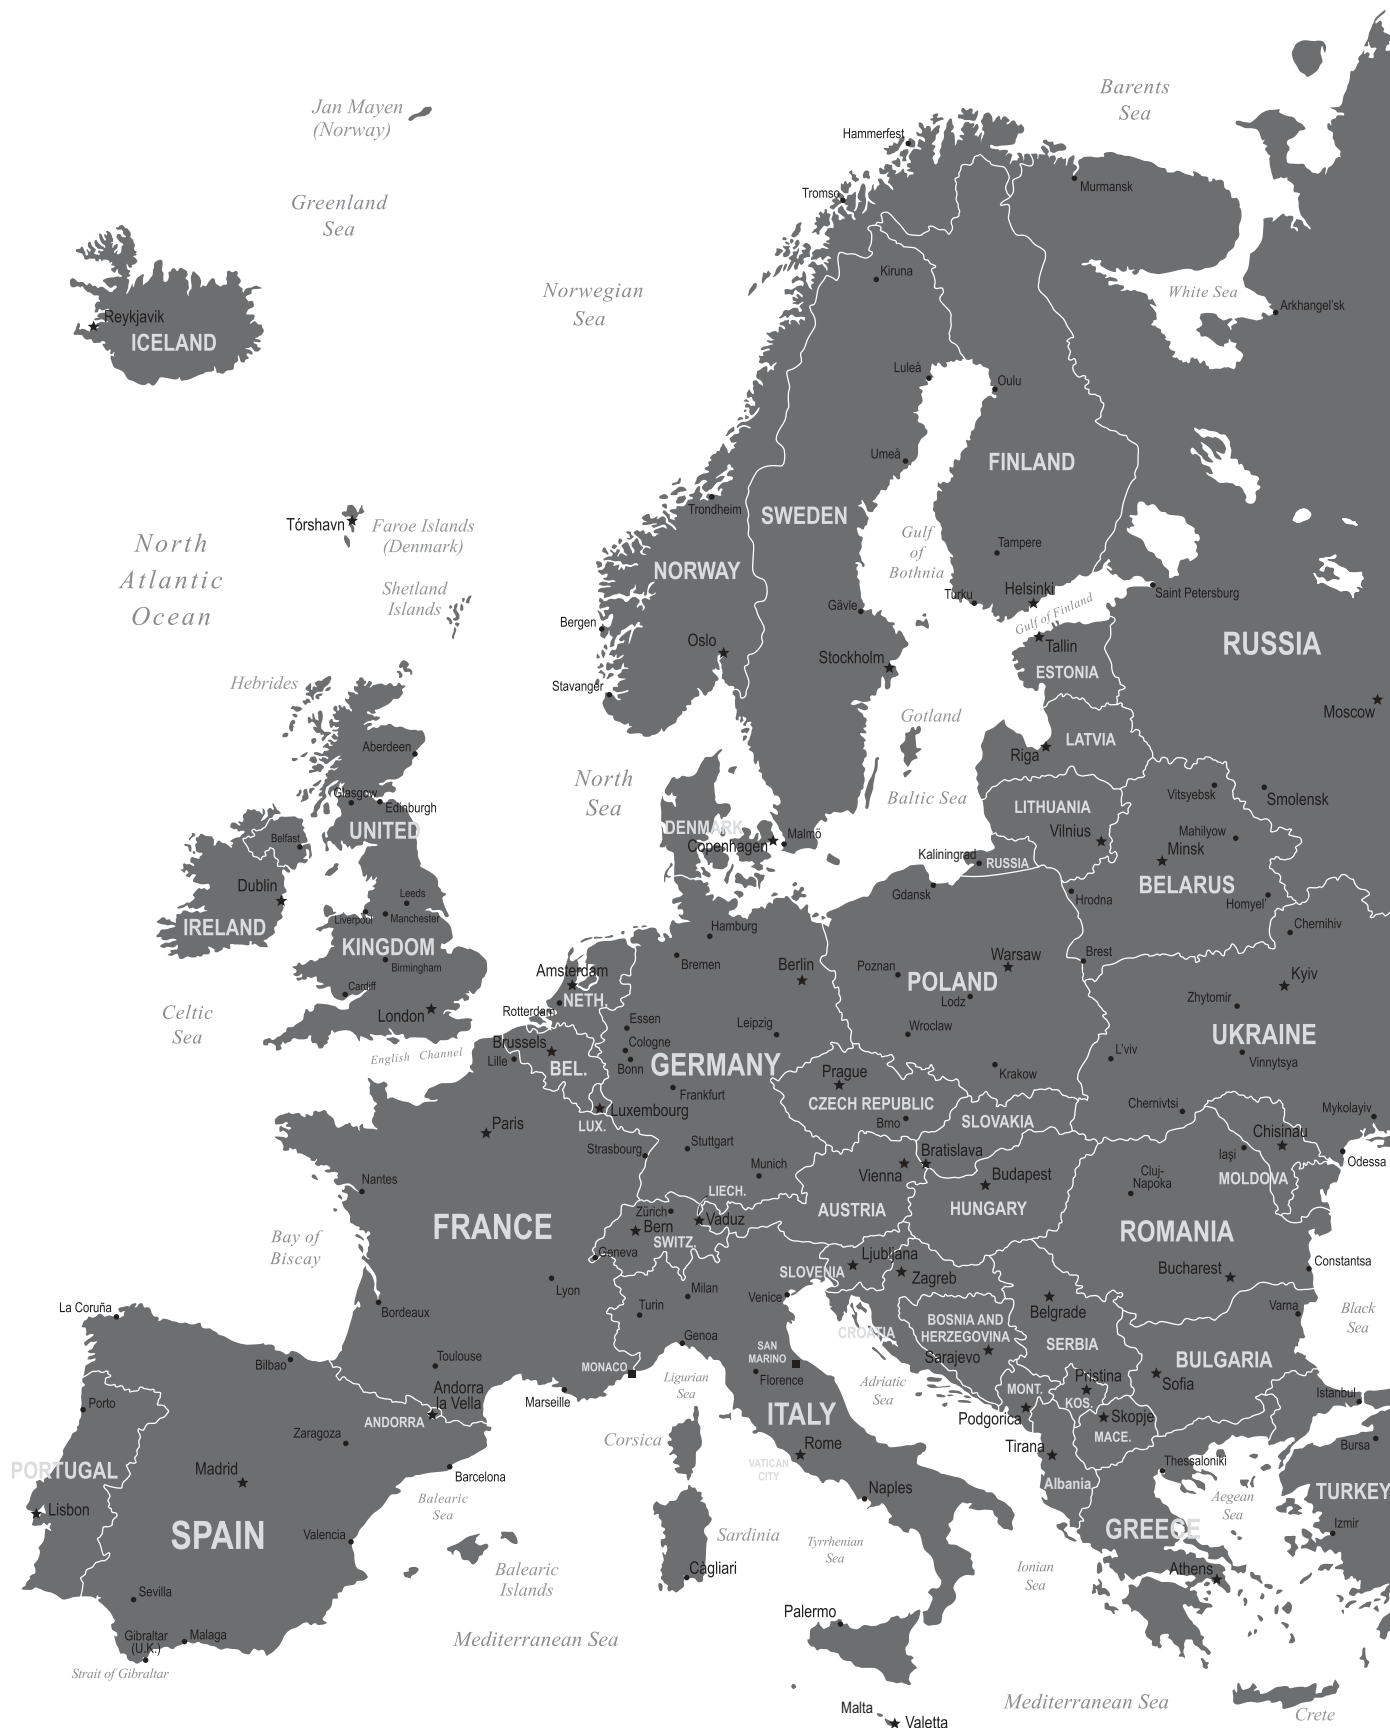 Jan Mayen
(Norway)
Barents
Sea
Hammerfest
Tromsø
Murmansk
Greenland
Sea
Norwegian
Sea
Kiruna
White Sea
Arkhangel'sk
Reykjavik
ICELAND
Luleå
Oulu
Umeå
FINLAND
Trondheim
SWEDEN
Tórshavn
Faroe Islands
(Denmark)
North
Atlantic
Ocean
Gulf
of
Bothnia
Tampere
NORWAY
Shetland
Islands
Helsinki
Turku
Gävle
Gulf of Finland
Saint Petersburg
Bergen
Oslo
Stockholm
Tallin
ESTONIA
RUSSIA
Hebrides
Stavanger
Gotland
Moscow
Aberdeen
Riga
LATVIA
North
Sea
Baltic Sea
Glasgow
Edinburgh
LITHUANIA
Vitsyebsk
Smolensk
UNITED
DENMARK
Copenhagen
Malmö
Vilnius
Mahilyow
Minsk
Belfast
Kaliningrad
RUSSIA
BELARUS
Dublin
Leeds
Gdansk
Hrodna
Homyel'
Liverpool
Manchester
IRELAND
KINGDOM
Hamburg
Chernihiv
Birmingham
Bremen
Berlin
Poznan
Warsaw
Brest
Amsterdam
Kyiv
Cardiff
NETH.
POLAND
Lodz
Zhytomir
Celtic
Sea
London
Rotterdam
Essen
Leipzig
Wroclaw
UKRAINE
English Channel
Brussels
Lille
Cologne
Bonn
BEL.
GERMANY
L'viv
Vinnytsya
Prague
Krakow
Frankfurt
CZECH REPUBLIC
Luxembourg
LUX.
Brno
SLOVAKIA
Chernivtsi
Mykolayiv
Paris
Stuttgart
Strasbourg
Bratislava
Vienna
Chisinau
Iaşi
Odessa
Munich
Budapest
Cluj-
Napoka
MOLDOVA
Nantes
LIECH.
AUSTRIA
HUNGARY
Zürich
Vaduz
Bern
SWITZ.
FRANCE
ROMANIA
Bay of
Biscay
Geneva
Ljubljana
SLOVENIA
Zagreb
Bucharest
Constantsa
Lyon
Milan
Venice
Turin
Belgrade
Bordeaux
La Coruña
Varna
Black
Sea
BOSNIA AND
HERZEGOVINA
CROATIA
Genoa
SAN
MARINO
SERBIA
Sarajevo
Bilbao
Toulouse
MONACO
Florence
BULGARIA
Ligurian
Sea
Adriatic
Sea
Pristina
Sofia
Andorra
la Vella
Marseille
MONT.
KOS.
Istanbul
Porto
ANDORRA
ITALY
Podgorica
Skopje
MACE.
Zaragoza
Corsica
Rome
Tirana
Bursa
PORTUGAL
Madrid
Barcelona
VATICAN
CITY
Thessaloniki
Albania
Naples
TURKEY
Lisbon
Balearic
Sea
Aegean
Sea
SPAIN
Valencia
Sardinia
Tyrrhenian
Sea
GREECE
Izmir
Balearic
Islands
Càgliari
Ionian
Sea
Athens
Sevilla
Palermo
Gibraltar
(U.K.)
Malaga
Mediterranean Sea
Strait of Gibraltar
Malta
Valetta
Mediterranean Sea
Crete